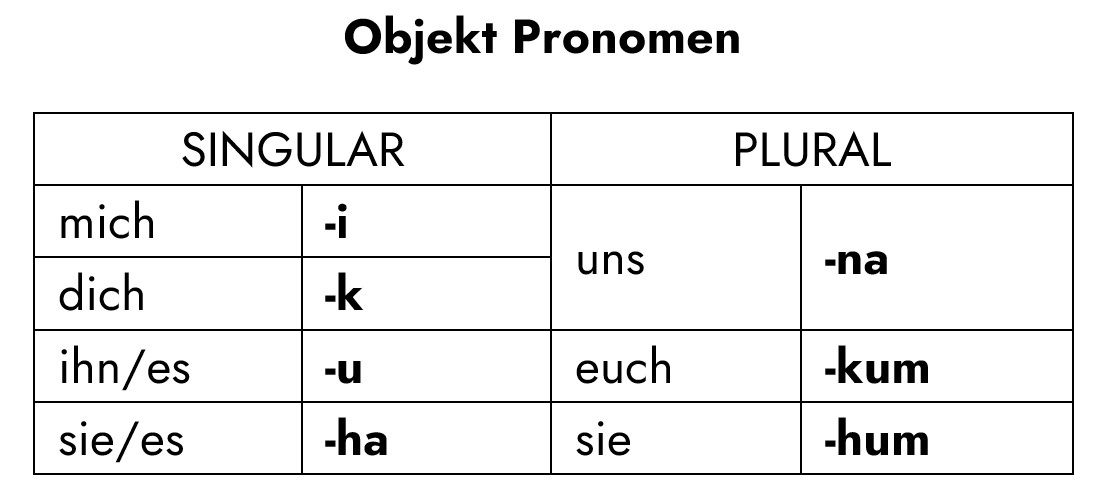 Objekt Pronomen
SINGULAR PLURAL
mich -i
uns -na
dich -k
ihn/es -u euch -kum
sie/es -ha sie -hum